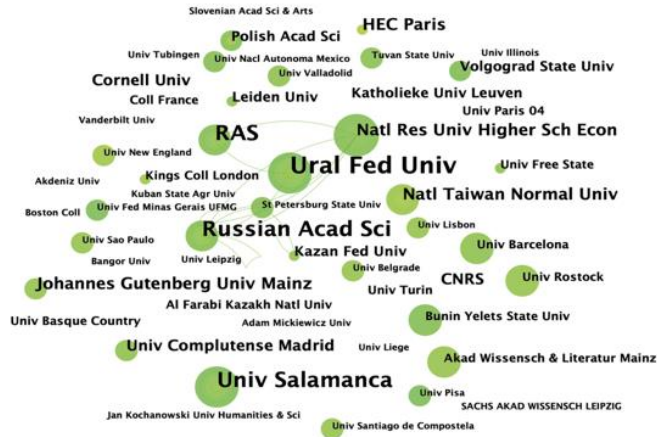 Slovenian Acad Sci & Arts
HEC Paris
Polish Acad Sci
Univ Tubingen
Univ Nacl Autonoma Mexico
Tuvan State Univ
Univ Illinois
Volgograd State Univ
Cornell Univ
Univ Valladolid
Coll France
Leiden Univ
Katholieke Univ Leuven
Univ Paris 04
Vanderbilt Univ
RAS
Natl Res Univ Higher Sch Econ
Univ New England
Ural Fed Univ
Univ Free State
Akdeniz Univ
Kings Coll London
Kuban State Agr Univ
Natl Taiwan Normal Univ
Boston Coll
Univ Fed Minas Gerais UFMG
St Petersburg State Univ
Russian Acad Sci
Univ Lisbon
Univ Sao Paulo
Kazan Fed Univ
Univ Barcelona
Bangor Univ
Univ Leipzig
Univ Belgrade
CNRS
Univ Rostock
Johannes Gutenberg Univ Mainz
Univ Turin
Al Farabi Kazakh Natl Univ
Univ Basque Country
Adam Mickiewicz Univ
Bunin Yelets State Univ
Univ Complutense Madrid
Univ Liege
Akad Wissensch & Literatur Mainz
Univ Salamanca
Univ Pisa
SACHS AKAD WISSENSCH LEIPZIG
Jan Kochanowski Univ Humanities & Sci
Univ Santiago de Compostela